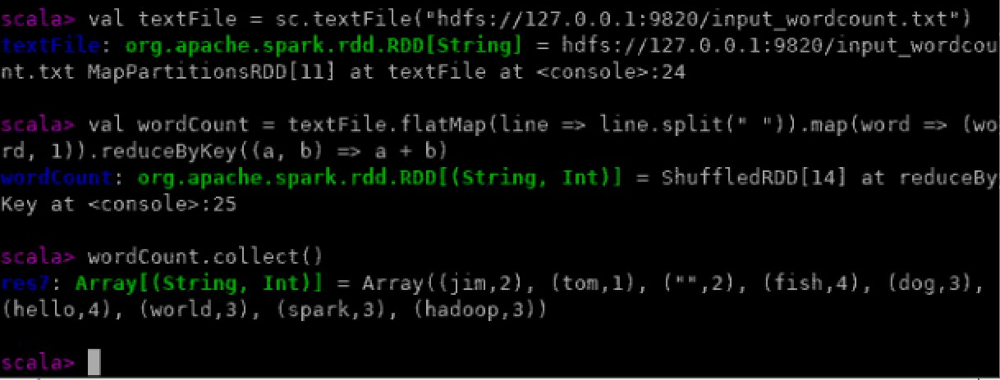 scala> val textFile = sc.textFile("hdfs://127.0.0.1:9820/input_wordcount.txt")
textFile: org.apache.spark.rdd.RDD[String] = hdfs://127.0.0.1:9820/input_wordcou
nt.txt MapPartitionsRDD[11] at textFile at <console>:24
scala> val wordCount = textFile.flatMap(line => line.split(" ")).map(word => (wo
rd, 1)).reduceByKey((a, b) => a + b)
wordCount: org.apache.spark.rdd.RDD[(String, Int)] = ShuffledRDD[14] at reduceBy
Key at <console>:25
scala> wordCount.collect()
res7: Array[(String, Int)] = Array((jim,2), (tom,1), ("",2), (fish,4), (dog,3),
(hello,4), (world,3), (spark,3), (hadoop,3))
scala>